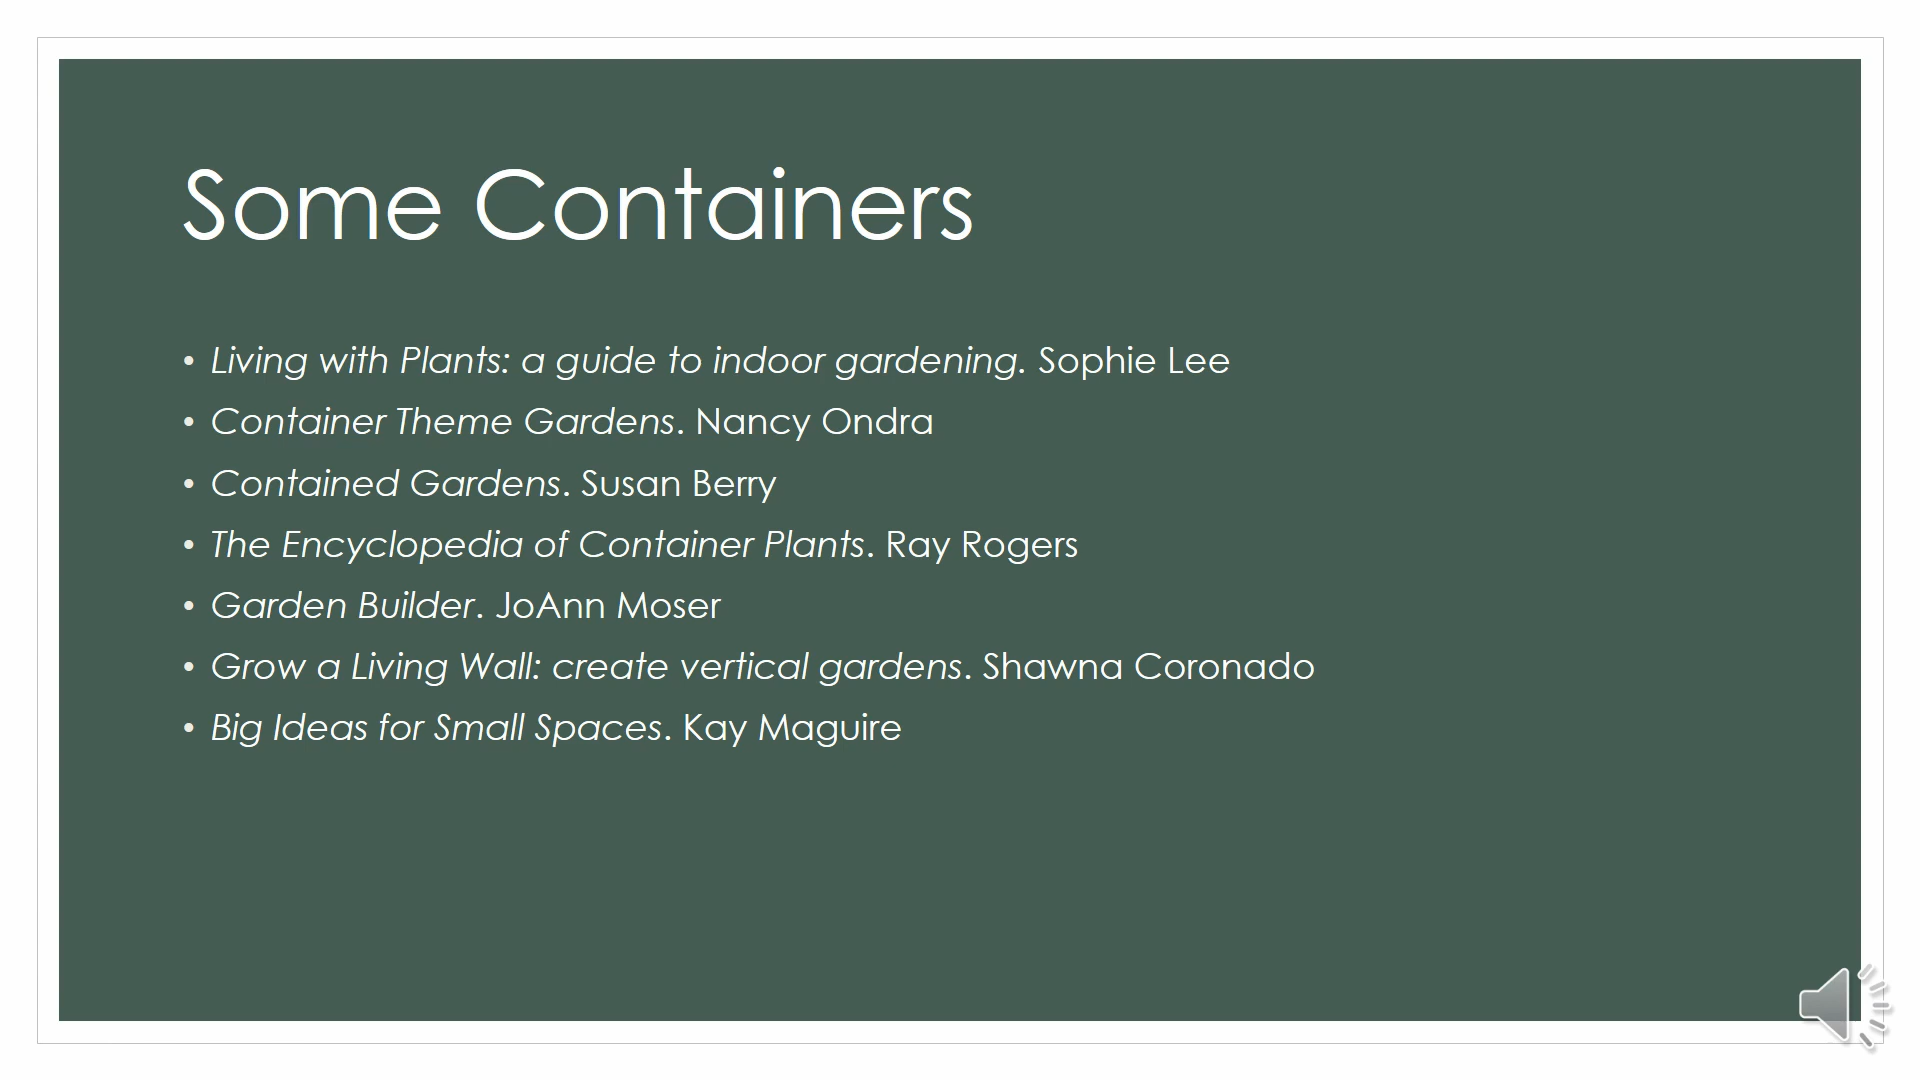 Some Containers
• Living with Plants: a guide to indoor gardening. Sophie Lee
• Container Theme Gardens. Nancy Ondra
• Contained Gardens. Susan Berry
• The Encyclopedia of Container Plants. Ray Rogers
• Garden Builder. JoAnn Moser
• Grow a Living Wall: create vertical gardens. Shawna Coronado
• Big Ideas for Small Spaces. Kay Maguire